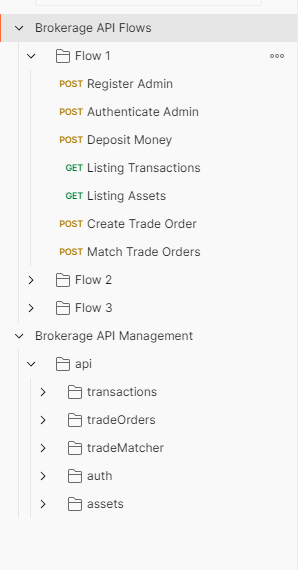 Brokerage API Flows
Flow 1
POST Register Admin
POST Authenticate Admin
POST Deposit Money
GET Listing Transactions
GET Listing Assets
POST Create Trade Order
POST Match Trade Orders
Flow 2
Flow 3
Brokerage API Management
api
transactions
tradeOrders
tradeMatcher
auth
assets